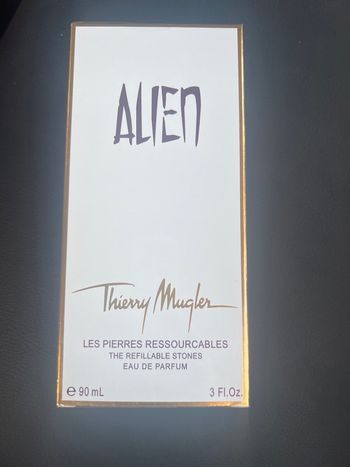 ALIEN
Thierry Mugler
LES PIERRES RESSOURCABLES
THE REFILLABLE STONES
EAU DE PARFUM
℮ 90 mL 3 Fl.Oz.